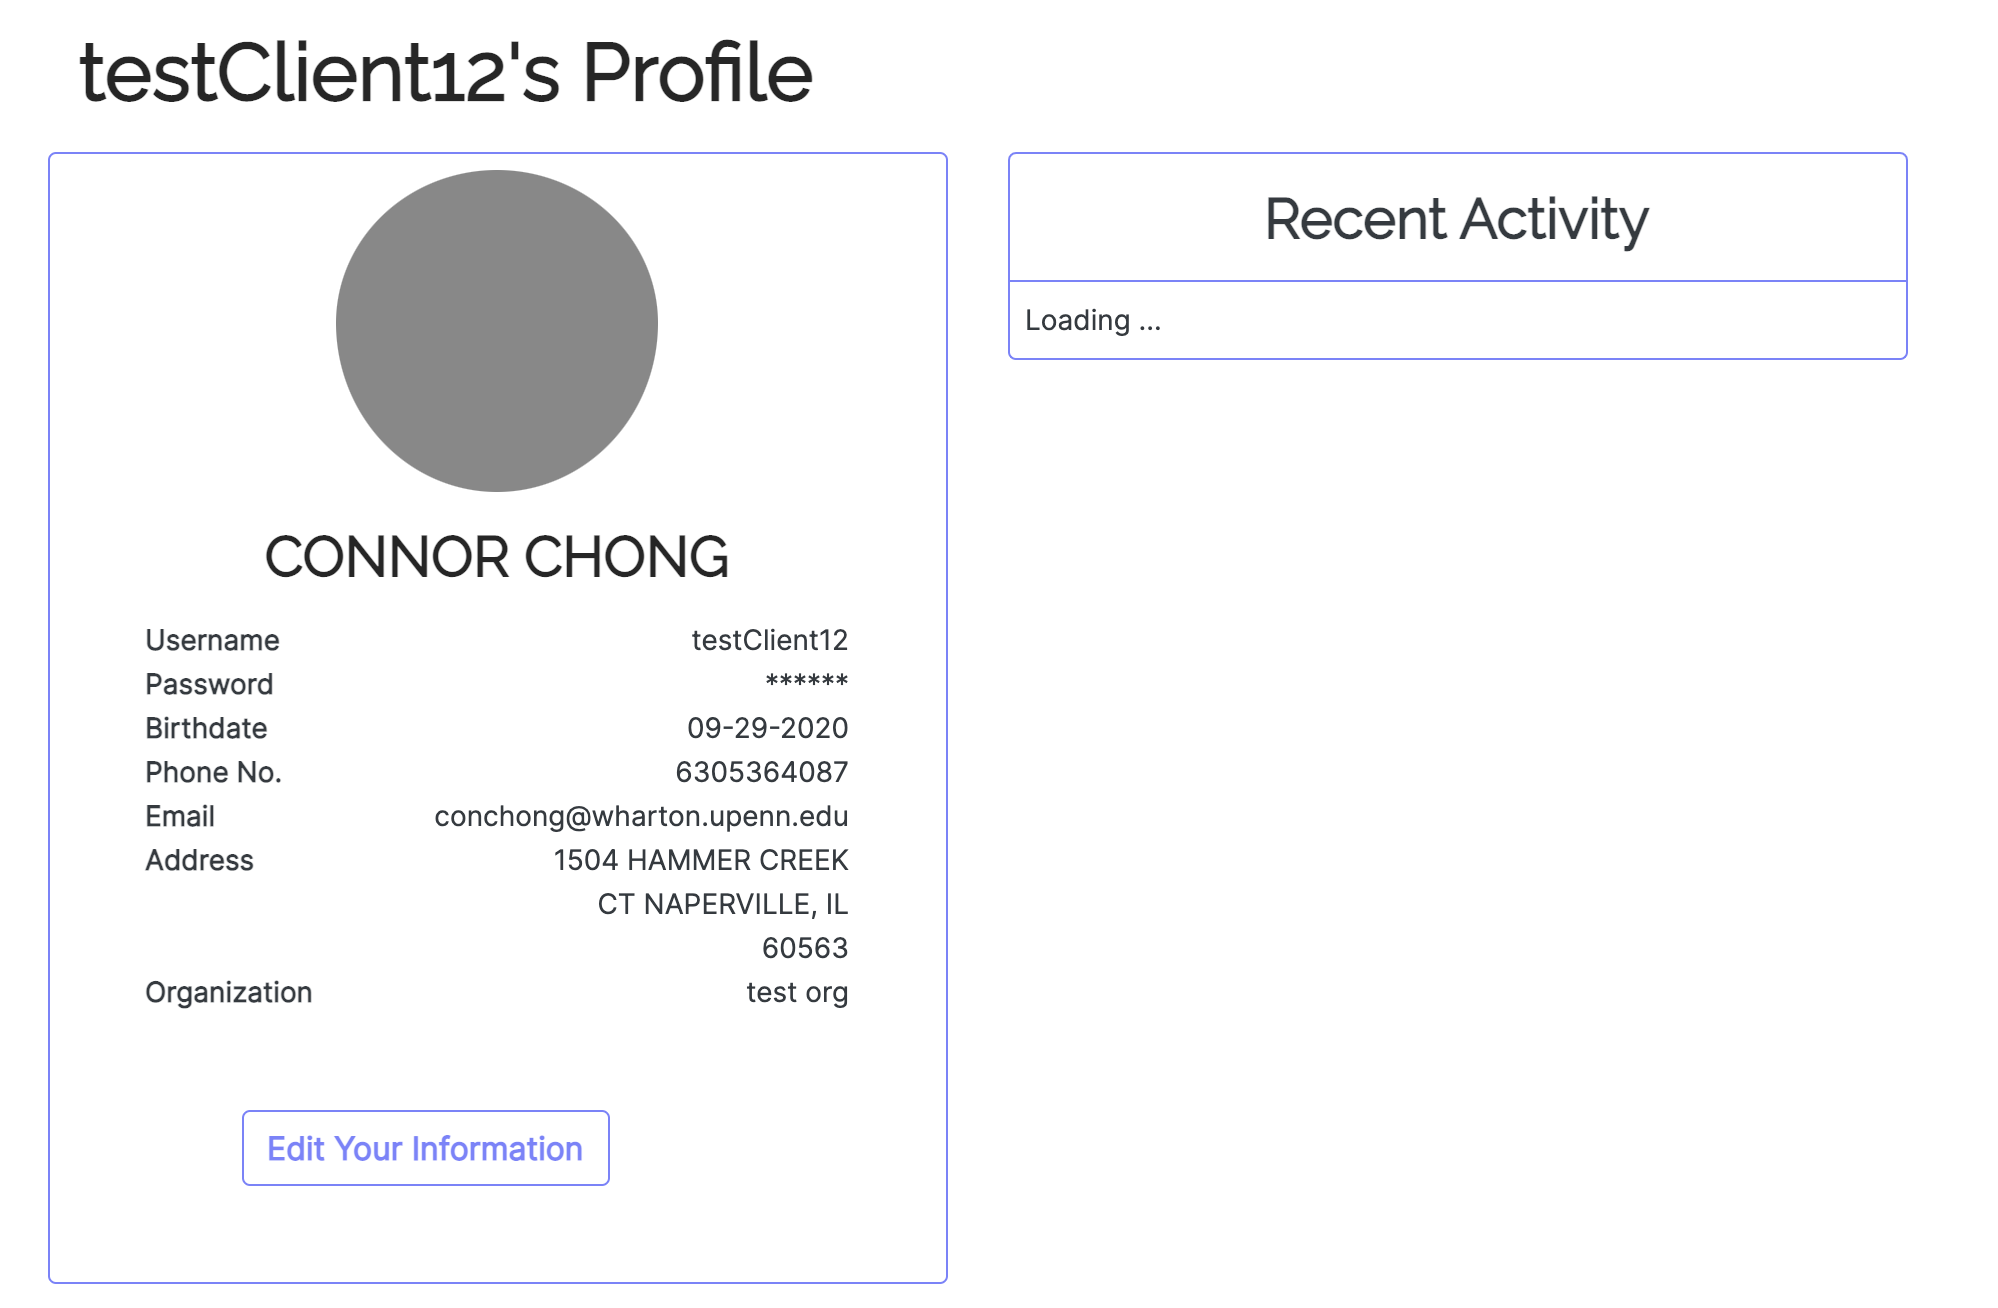 testClient12's Profile
CONNOR CHONG
Username testClient12
Password ******
Birthdate 09-29-2020
Phone No. 6305364087
Email conchong@wharton.upenn.edu
Address 1504 HAMMER CREEK
CT NAPERVILLE, IL
60563
Organization test org
Edit Your Information
Recent Activity
Loading ...